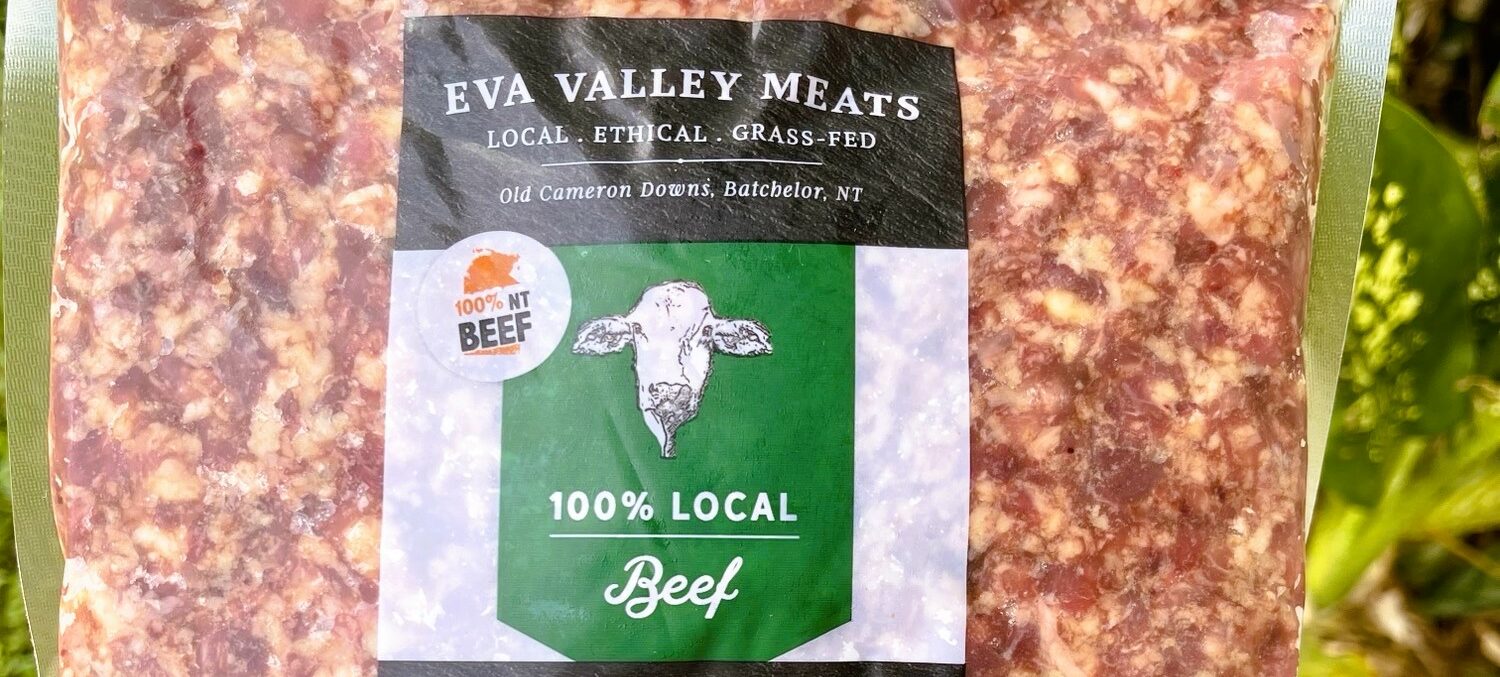 EVA VALLEY MEATS
LOCAL . ETHICAL . GRASS-FED
Old Cameron Downs, Batchelor, NT
100% NT
BEEF
100% LOCAL
Beef